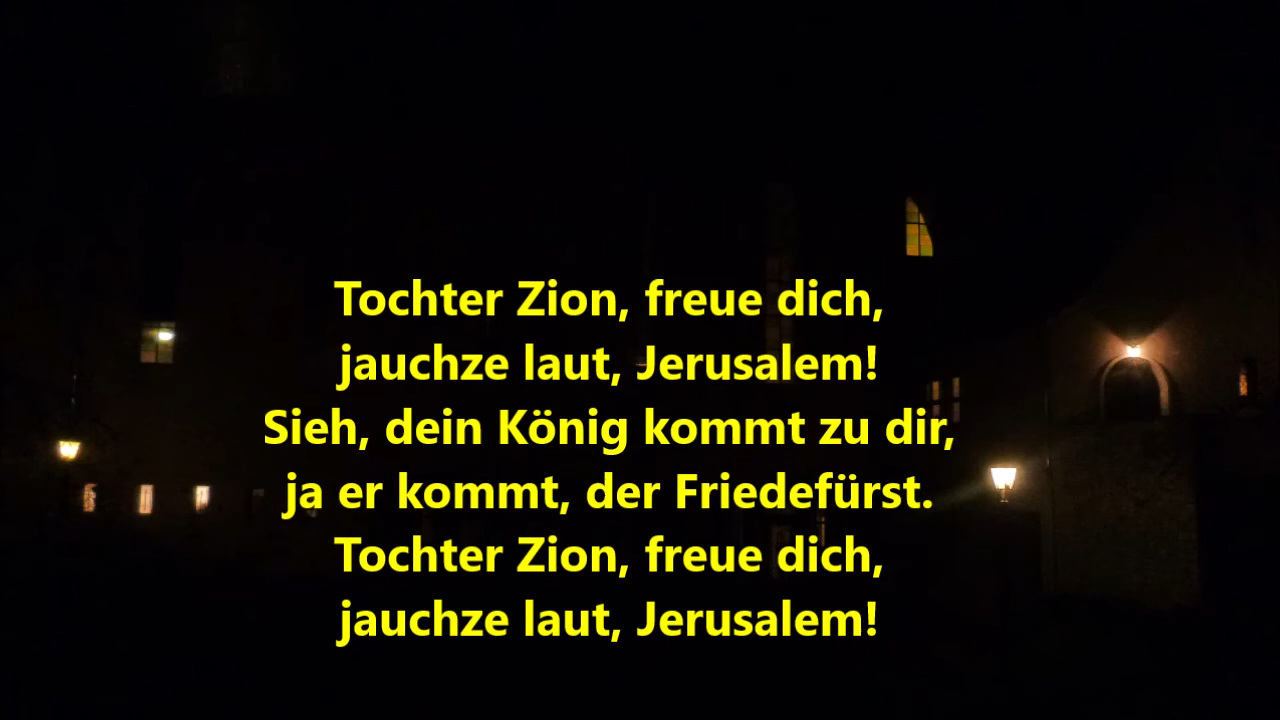 Tochter Zion, freue dich,
jauchze laut, Jerusalem!
Sieh, dein König kommt zu dir,
ja er kommt, der Friedefürst.
Tochter Zion, freue dich,
jauchze laut, Jerusalem!